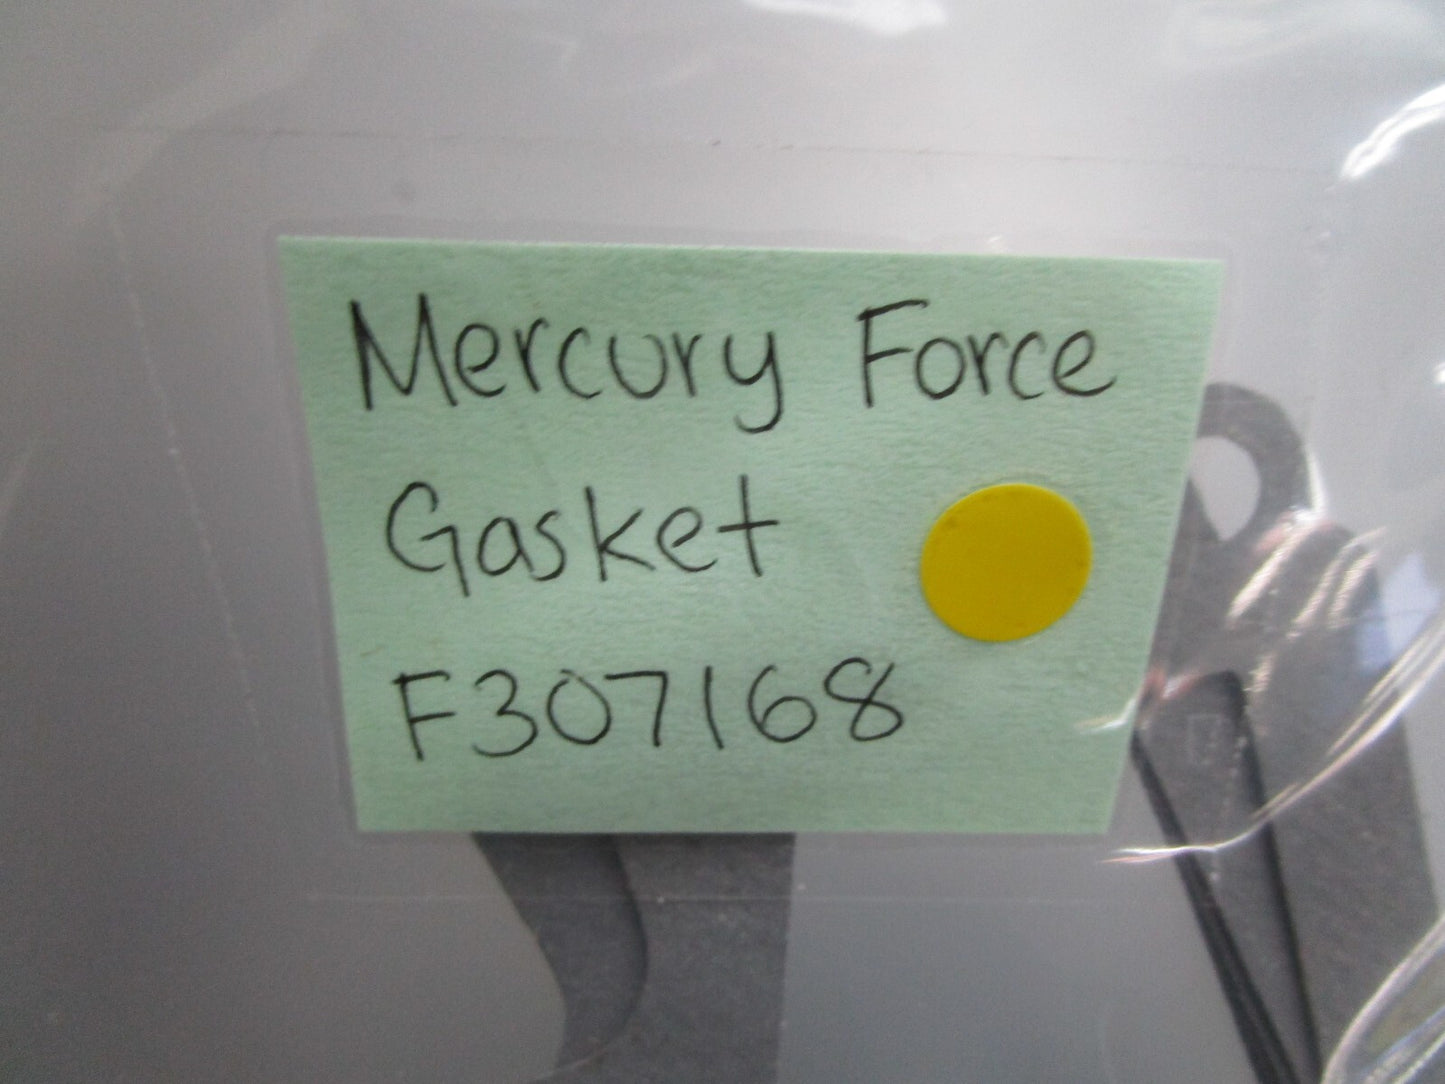 Mercury Force
Gasket
F307168